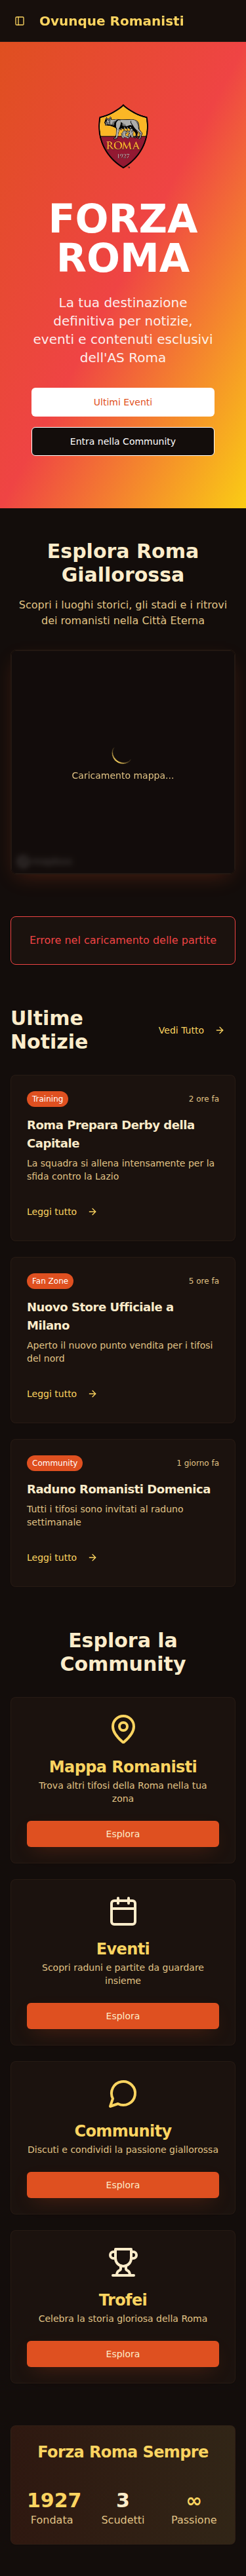 Ovunque Romanisti
ROMA
1927
FORZA
ROMA
La tua destinazione
definitiva per notizie,
eventi e contenuti esclusivi
dell'AS Roma
Ultimi Eventi
Entra nella Community
Esplora Roma
Giallorossa
Scopri i luoghi storici, gli stadi e i ritrovi
dei romanisti nella Città Eterna
Caricamento mappa...
Errore nel caricamento delle partite
Ultime
Notizie
Vedi Tutto
Training
2 ore fa
Roma Prepara Derby della
Capitale
La squadra si allena intensamente per la
sfida contro la Lazio
Leggi tutto
Fan Zone
5 ore fa
Nuovo Store Ufficiale a
Milano
Aperto il nuovo punto vendita per i tifosi
del nord
Leggi tutto
Community
1 giorno fa
Raduno Romanisti Domenica
Tutti i tifosi sono invitati al raduno
settimanale
Leggi tutto
Esplora la
Community
Mappa Romanisti
Trova altri tifosi della Roma nella tua
zona
Esplora
Eventi
Scopri raduni e partite da guardare
insieme
Esplora
Community
Discuti e condividi la passione giallorossa
Esplora
Trofei
Celebra la storia gloriosa della Roma
Esplora
Forza Roma Sempre
1927 3 ∞
Fondata Scudetti Passione